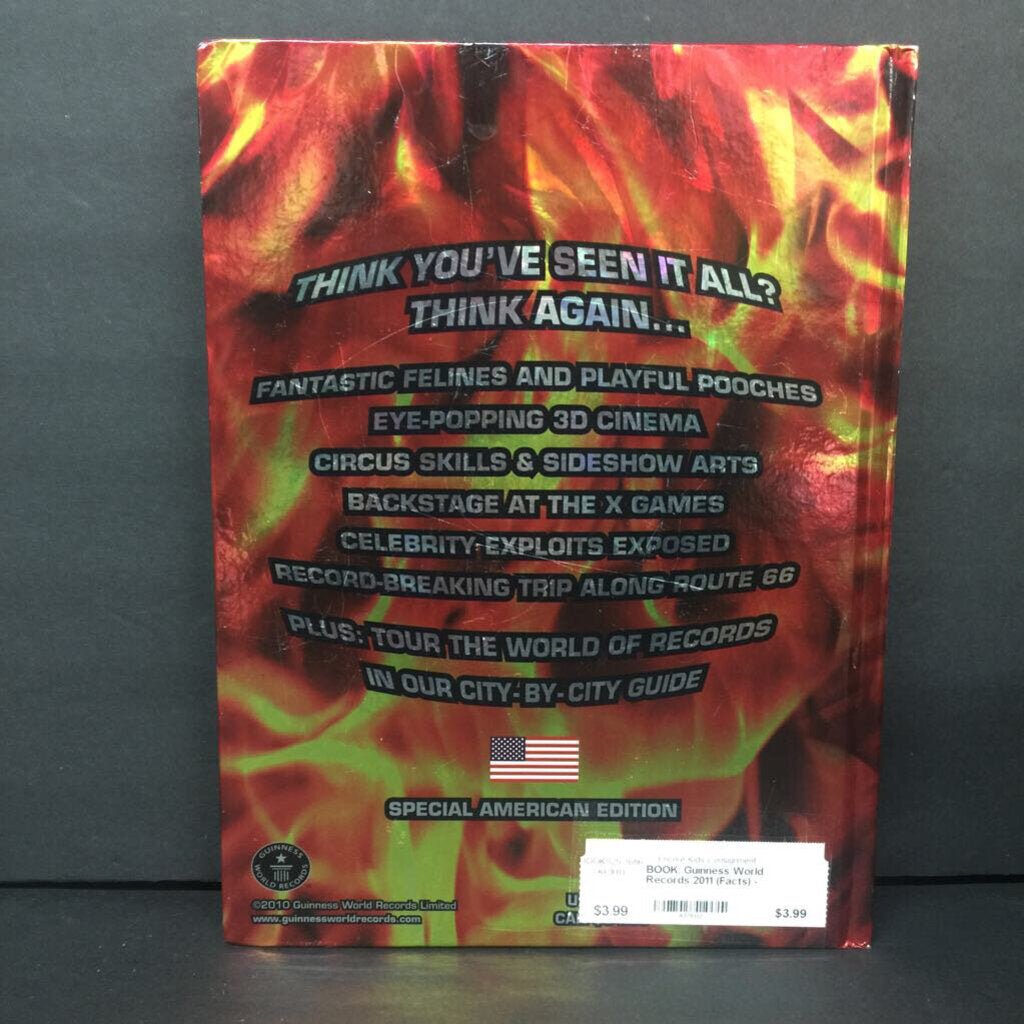 THINK YOU'VE SEEN IT ALL?
THINK AGAIN...
FANTASTIC FELINES AND PLAYFUL POOCHES
EYE-POPPING 3D CINEMA
CIRCUS SKILLS & SIDESHOW ARTS
BACKSTAGE AT THE X GAMES
CELEBRITY EXPLOITS EXPOSED
RECORD-BREAKING TRIP ALONG ROUTE 66
PLUS: TOUR THE WORLD OF RECORDS
IN OUR CITY-BY-CITY GUIDE
SPECIAL AMERICAN EDITION
GUINNESS
WORLD RECORDS
©2010 Guinness World Records Limited
www.guinnessworldrecords.com
BOOK: Guinness World
Records 2011 (Facts) -
$3.99
$3.99